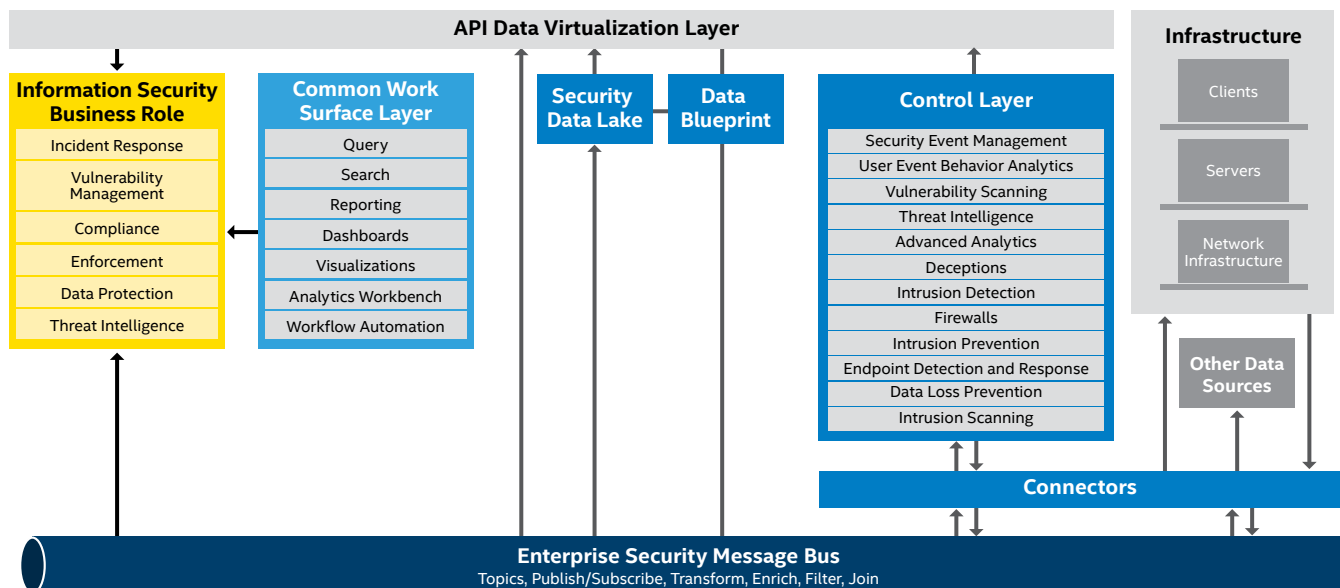 API Data Virtualization Layer
Information Security
Business Role
Incident Response
Vulnerability
Management
Compliance
Enforcement
Data Protection
Threat Intelligence
Common Work
Surface Layer
Query
Search
Reporting
Dashboards
Visualizations
Analytics Workbench
Workflow Automation
Security
Data Lake
Data
Blueprint
Control Layer
Security Event Management
User Event Behavior Analytics
Vulnerability Scanning
Threat Intelligence
Advanced Analytics
Deceptions
Intrusion Detection
Firewalls
Intrusion Prevention
Endpoint Detection and Response
Data Loss Prevention
Intrusion Scanning
Infrastructure
Clients
Servers
Network
Infrastructure
Other Data
Sources
Connectors
Enterprise Security Message Bus
Topics, Publish/Subscribe, Transform, Enrich, Filter, Join